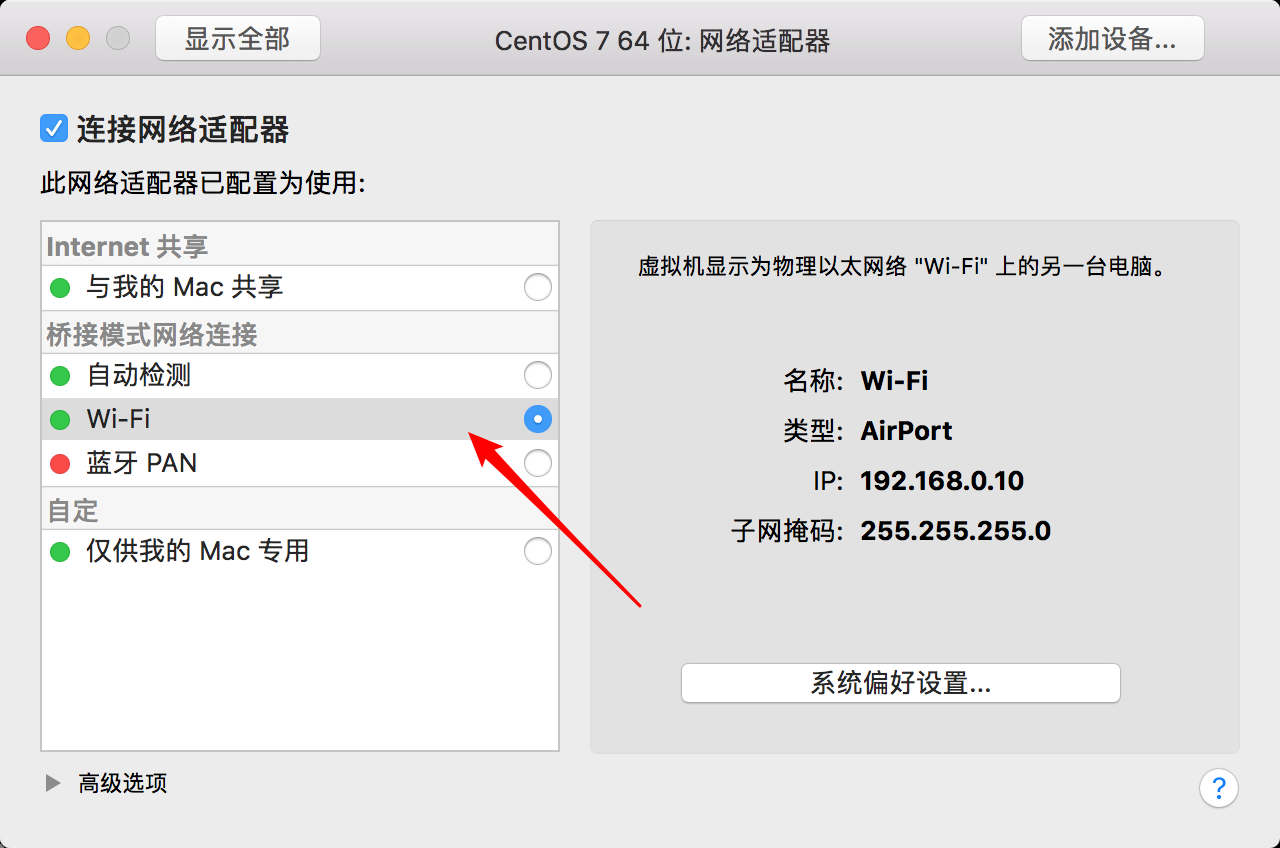 显示全部
CentOS 7 64 位: 网络适配器
添加设备...
连接网络适配器
此网络适配器已配置为使用:
Internet 共享
与我的 Mac 共享
桥接模式网络连接
自动检测
Wi-Fi
蓝牙 PAN
自定
仅供我的 Mac 专用
虚拟机显示为物理以太网络 "Wi-Fi" 上的另一台电脑。
名称: Wi-Fi
类型: AirPort
IP: 192.168.0.10
子网掩码: 255.255.255.0
系统偏好设置...
高级选项
?